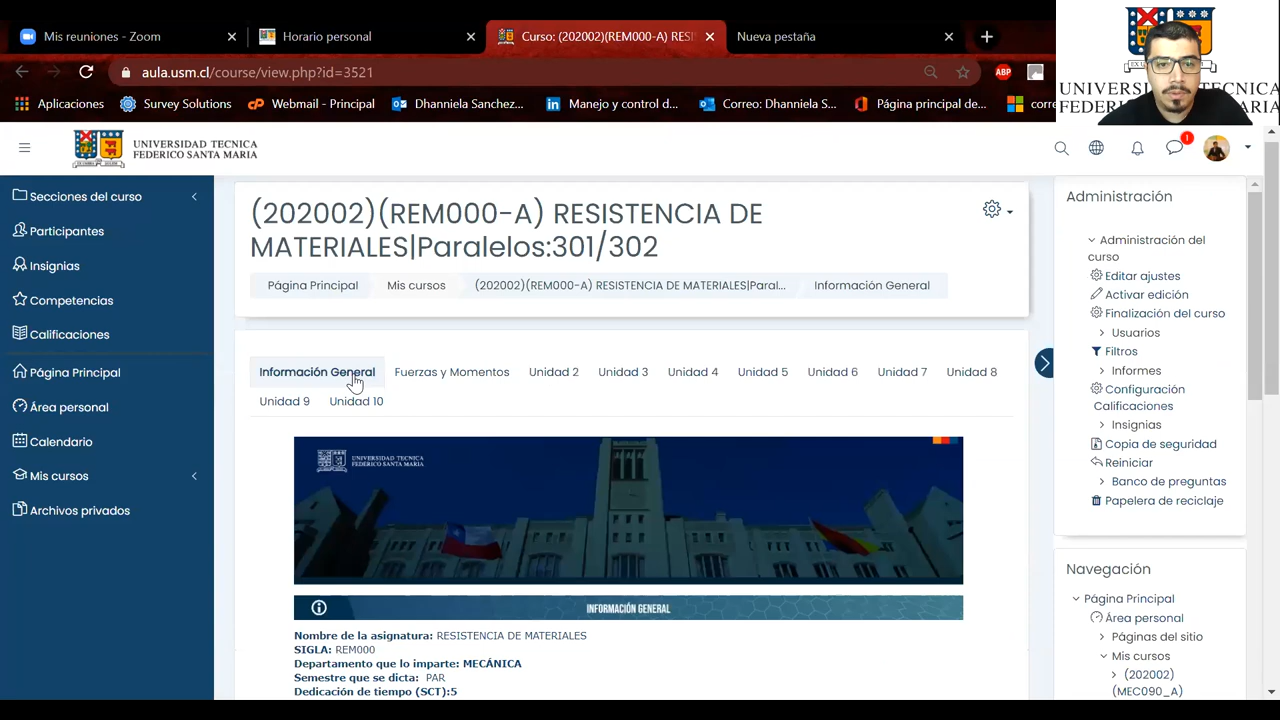 Mis reuniones - Zoom
Horario personal
Curso: (202002)(REM000-A) RESI
Nueva pestaña
aula.usm.cl/course/view.php?id=3521
ABP
Aplicaciones
Survey Solutions
Webmail - Principal
Dhanniela Sanchez...
Manejo y control d...
Correo: Dhanniela S...
Página principal de...
UNIVERSIDAD TECNICA
FEDERICO SANTA MARIA
UNIVERSIDAD TECNICA
FEDERICO SANTA MARIA
1
Secciones del curso
Participantes
Insignias
Competencias
Calificaciones
Página Principal
Área personal
Calendario
Mis cursos
Archivos privados
(202002)(REM000-A) RESISTENCIA DE
MATERIALES|Paralelos:301/302
Página Principal
Mis cursos
(202002)(REM000-A) RESISTENCIA DE MATERIALES|Paral...
Información General
Información General
Fuerzas y Momentos
Unidad 2
Unidad 3
Unidad 4
Unidad 5
Unidad 6
Unidad 7
Unidad 8
Unidad 9
Unidad 10
UNIVERSIDAD TECNICA
FEDERICO SANTA MARIA
INFORMACIÓN GENERAL
Nombre de la asignatura: RESISTENCIA DE MATERIALES
SIGLA: REM000
Departamento que lo imparte: MECÁNICA
Semestre que se dicta: PAR
Dedicación de tiempo (SCT):5
Administración
Administración del
curso
Editar ajustes
Activar edición
Finalización del curso
Usuarios
Filtros
Informes
Configuración
Calificaciones
Insignias
Copia de seguridad
Reiniciar
Banco de preguntas
Papelera de reciclaje
Navegación
Página Principal
Área personal
Páginas del sitio
Mis cursos
(202002)
(MEC090_A)